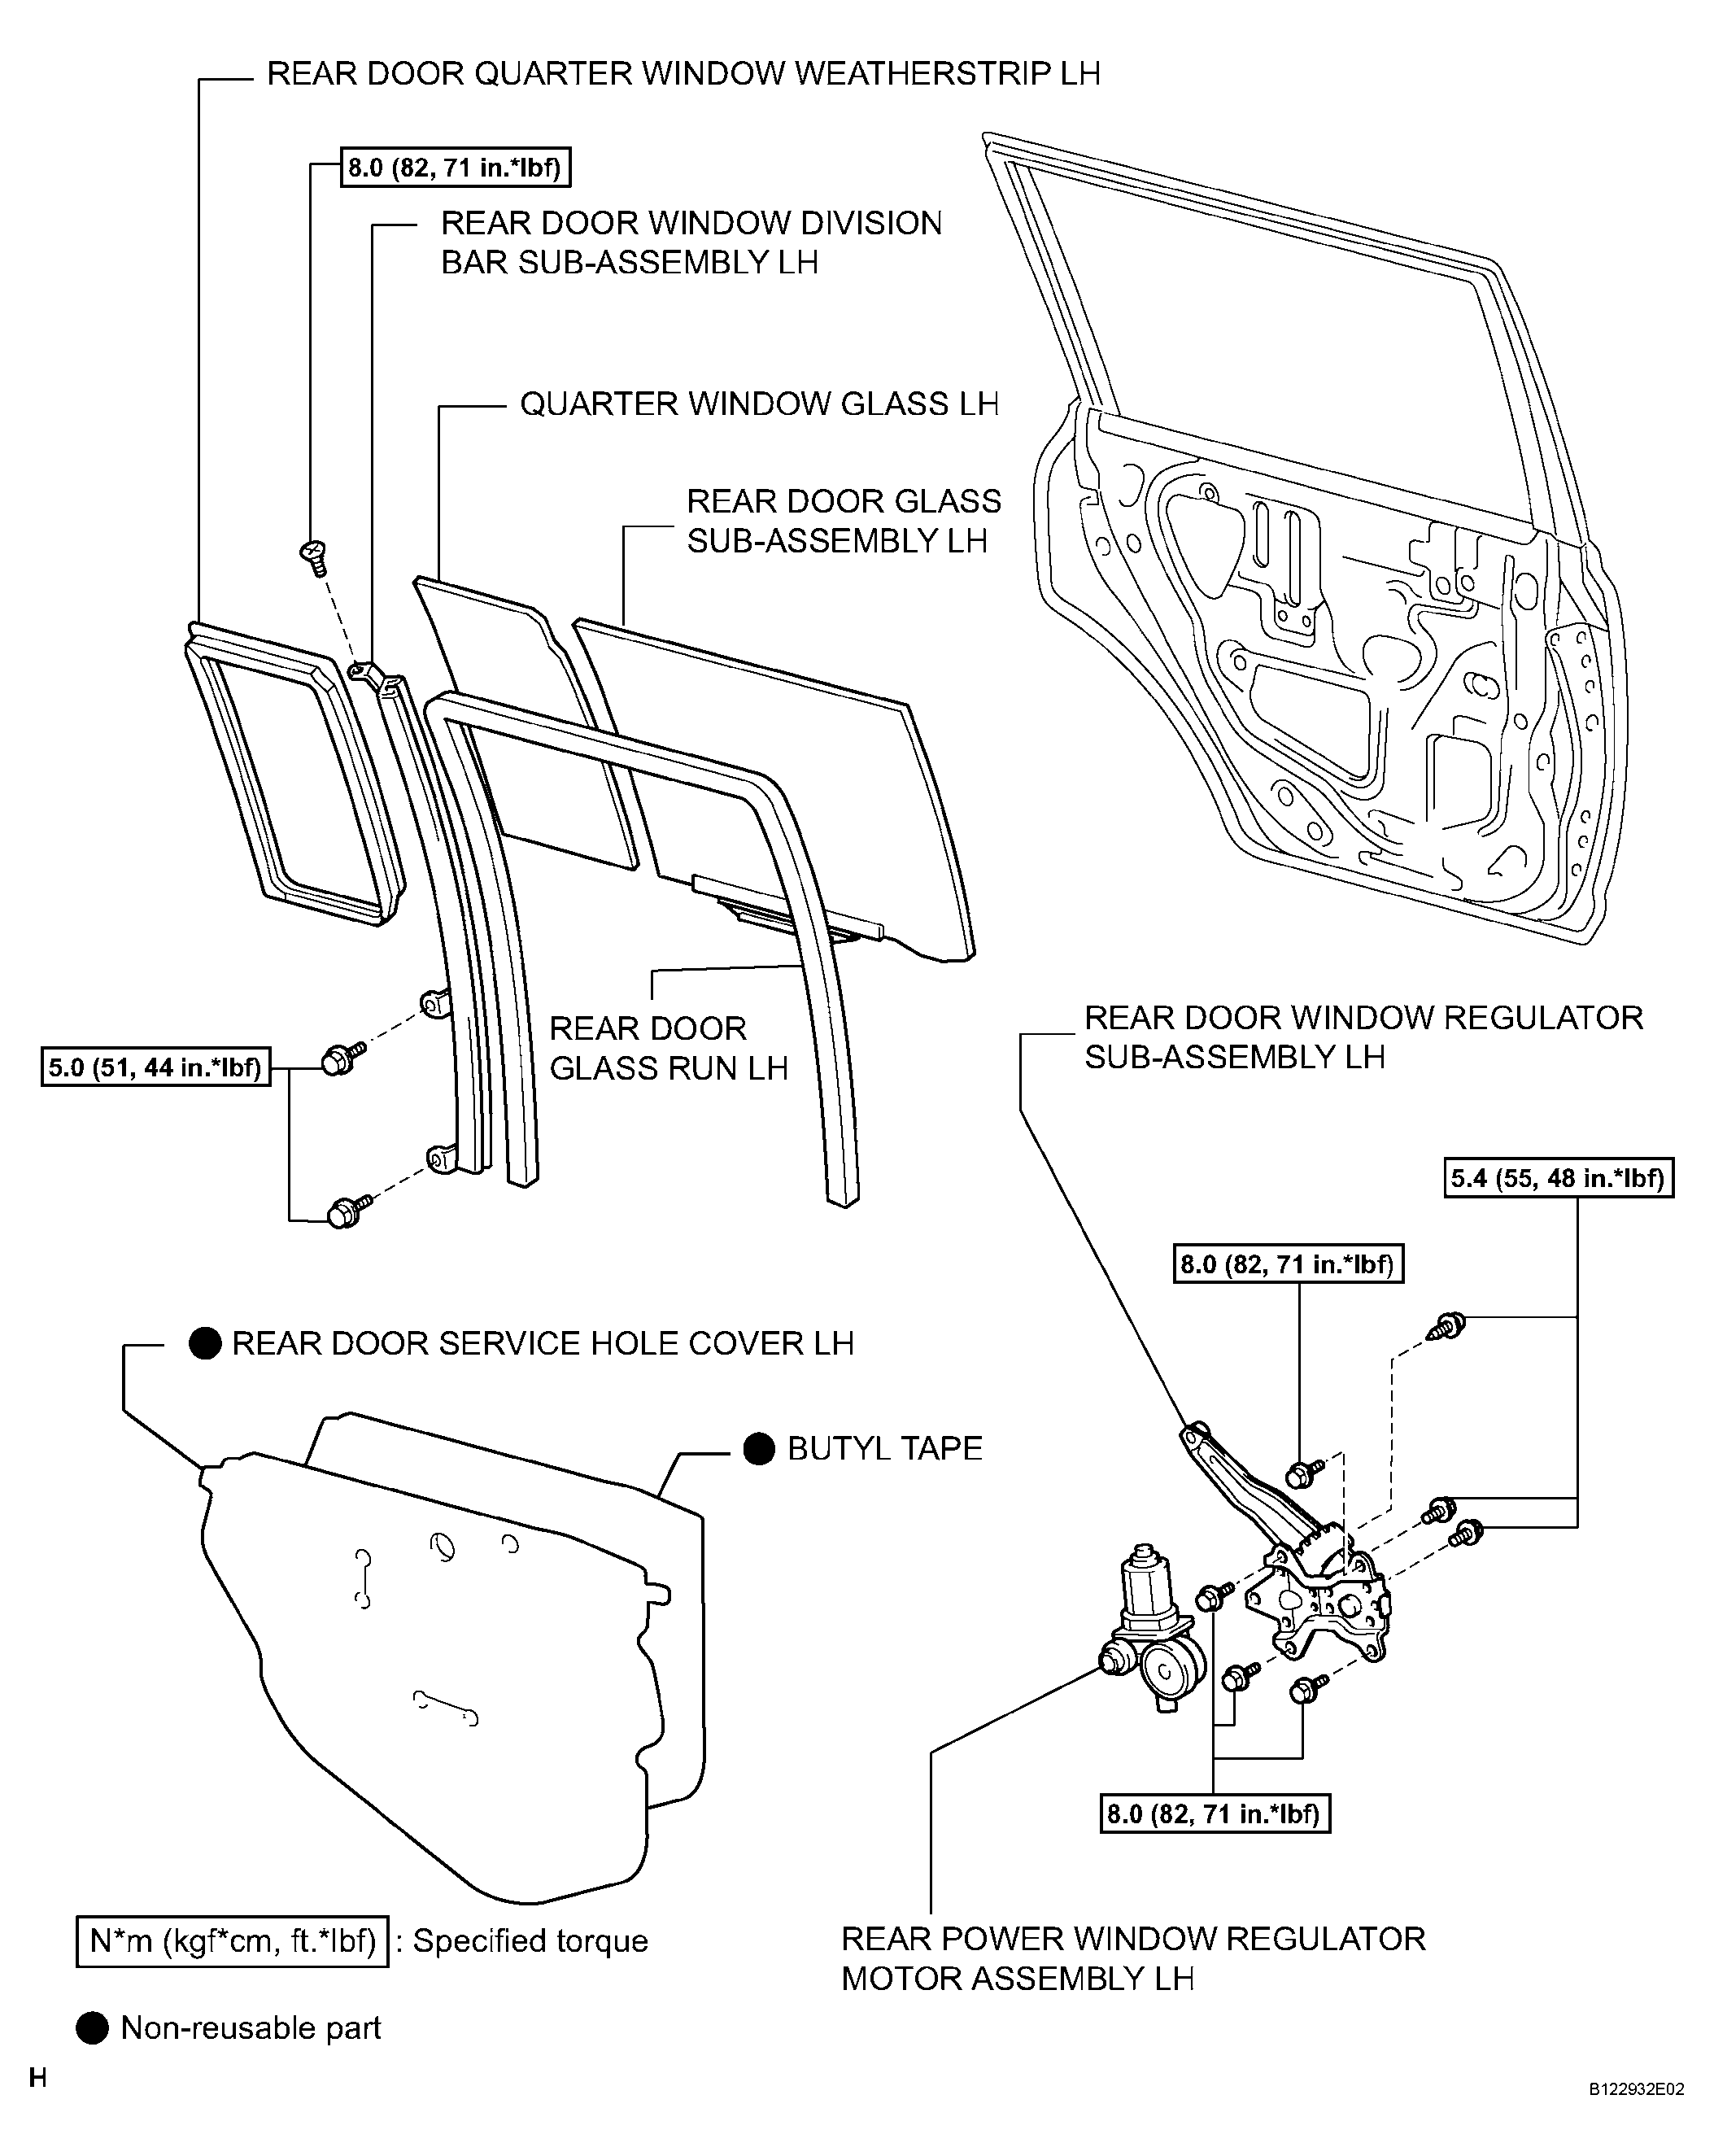 REAR DOOR QUARTER WINDOW WEATHERSTRIP LH
8.0 (82, 71 in.*lbf)
REAR DOOR WINDOW DIVISION
BAR SUB-ASSEMBLY LH
QUARTER WINDOW GLASS LH
REAR DOOR GLASS
SUB-ASSEMBLY LH
REAR DOOR
GLASS RUN LH
5.0 (51, 44 in.*lbf)
REAR DOOR WINDOW REGULATOR
SUB-ASSEMBLY LH
5.4 (55, 48 in.*lbf)
8.0 (82, 71 in.*lbf)
REAR DOOR SERVICE HOLE COVER LH
BUTYL TAPE
8.0 (82, 71 in.*lbf)
REAR POWER WINDOW REGULATOR
MOTOR ASSEMBLY LH
N*m (kgf*cm, ft.*lbf) : Specified torque
Non-reusable part
H
B122932E02